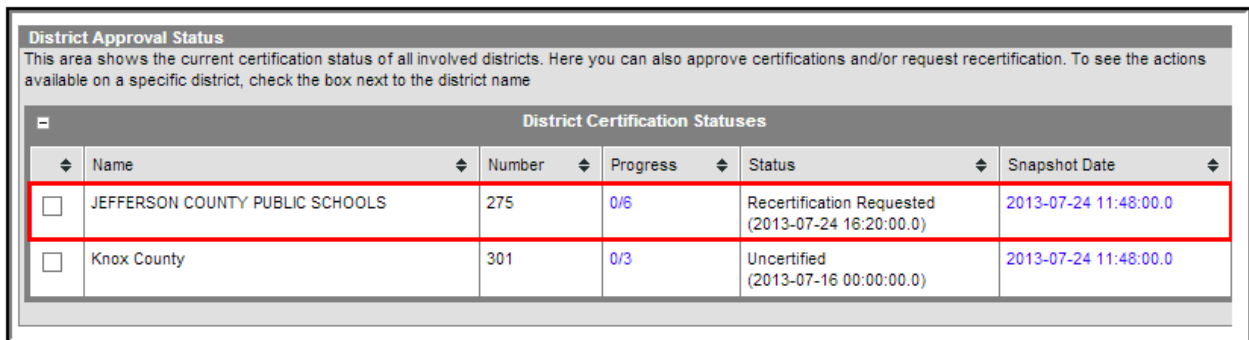 District Approval Status
This area shows the current certification status of all involved districts. Here you can also approve certifications and/or request recertification. To see the actions
available on a specific district, check the box next to the district name
District Certification Statuses
Name Number Progress Status Snapshot Date
JEFFERSON COUNTY PUBLIC SCHOOLS 275 0/6 Recertification Requested 2013-07-24 11:48:00.0
(2013-07-24 16:20:00.0)
Knox County 301 0/3 Uncertified 2013-07-24 11:48:00.0
(2013-07-16 00:00:00.0)